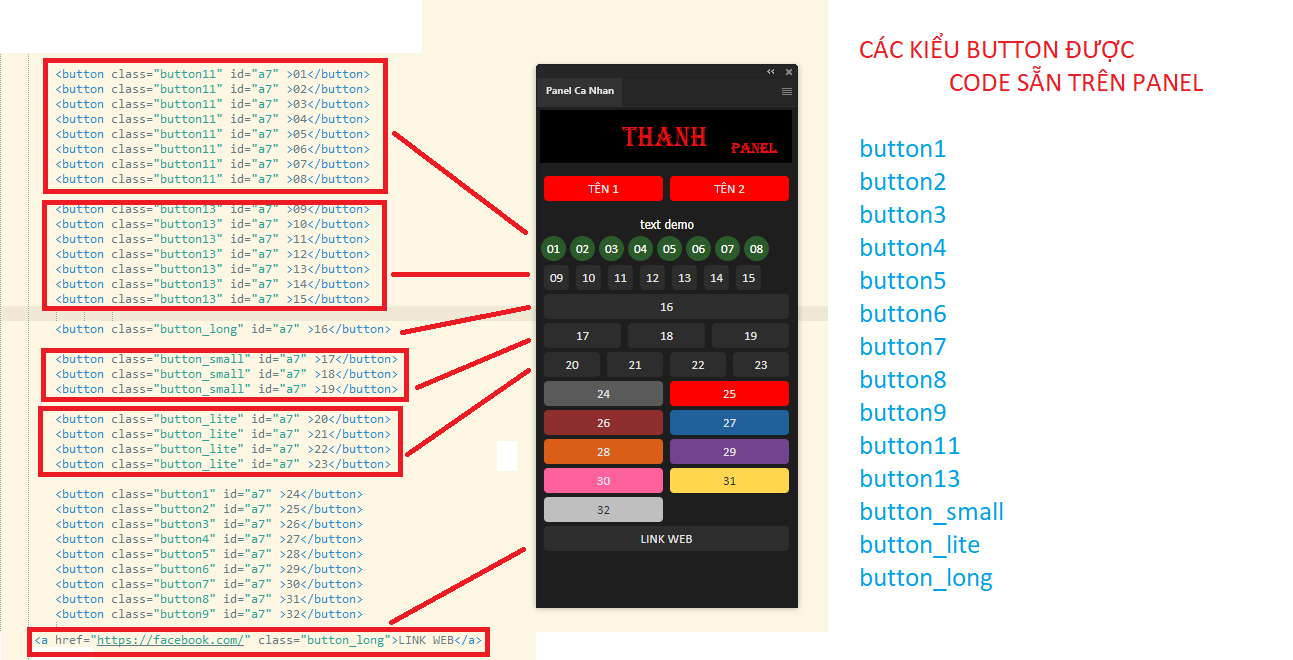 <button class="button11" id="a7" >01</button>
<button class="button11" id="a7" >02</button>
<button class="button11" id="a7" >03</button>
<button class="button11" id="a7" >04</button>
<button class="button11" id="a7" >05</button>
<button class="button11" id="a7" >06</button>
<button class="button11" id="a7" >07</button>
<button class="button11" id="a7" >08</button>
<button class="button13" id="a7" >09</button>
<button class="button13" id="a7" >10</button>
<button class="button13" id="a7" >11</button>
<button class="button13" id="a7" >12</button>
<button class="button13" id="a7" >13</button>
<button class="button13" id="a7" >14</button>
<button class="button13" id="a7" >15</button>
<button class="button_long" id="a7" >16</button>
<button class="button_small" id="a7" >17</button>
<button class="button_small" id="a7" >18</button>
<button class="button_small" id="a7" >19</button>
<button class="button_lite" id="a7" >20</button>
<button class="button_lite" id="a7" >21</button>
<button class="button_lite" id="a7" >22</button>
<button class="button_lite" id="a7" >23</button>
<button class="button1" id="a7" >24</button>
<button class="button2" id="a7" >25</button>
<button class="button3" id="a7" >26</button>
<button class="button4" id="a7" >27</button>
<button class="button5" id="a7" >28</button>
<button class="button6" id="a7" >29</button>
<button class="button7" id="a7" >30</button>
<button class="button8" id="a7" >31</button>
<button class="button9" id="a7" >32</button>
<a href="https://facebook.com/" class="button_long">LINK WEB</a>
Panel Ca Nhan
THANH
PANEL
TÊN 1 TÊN 2
text demo
01 02 03 04 05 06 07 08
09 10 11 12 13 14 15
16
17 18 19
20 21 22 23
24 25
26 27
28 29
30 31
32
LINK WEB
CÁC KIỂU BUTTON ĐƯỢC
CODE SẴN TRÊN PANEL
button1
button2
button3
button4
button5
button6
button7
button8
button9
button11
button13
button_small
button_lite
button_long